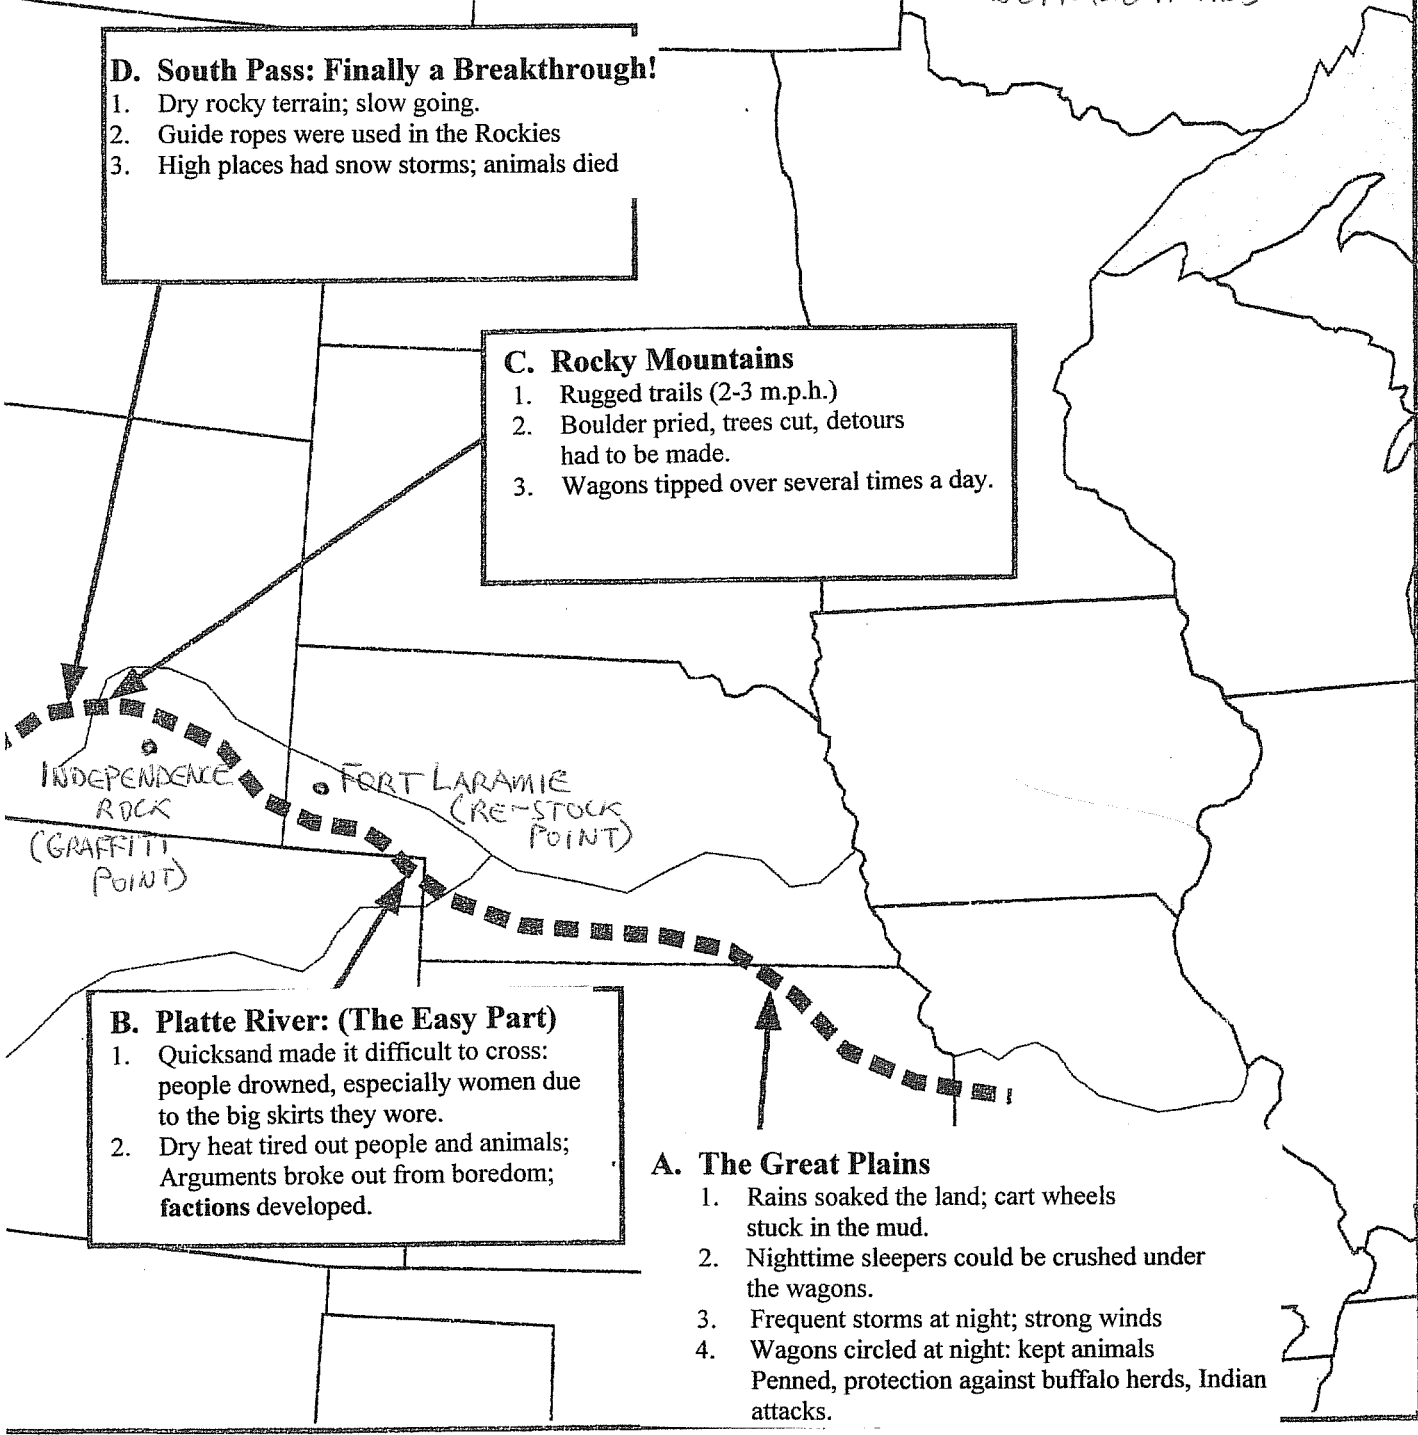 D. South Pass: Finally a Breakthrough!
1. Dry rocky terrain; slow going.
2. Guide ropes were used in the Rockies
3. High places had snow storms; animals died
C. Rocky Mountains
1. Rugged trails (2-3 m.p.h.)
2. Boulder pried, trees cut, detours
had to be made.
3. Wagons tipped over several times a day.
INDEPENDENCE
ROCK
(GRAFFITI
POINT)
FORT LARAMIE
(RE-STOCK
POINT)
B. Platte River: (The Easy Part)
1. Quicksand made it difficult to cross:
people drowned, especially women due
to the big skirts they wore.
2. Dry heat tired out people and animals;
Arguments broke out from boredom;
factions developed.
A. The Great Plains
1. Rains soaked the land; cart wheels
stuck in the mud.
2. Nighttime sleepers could be crushed under
the wagons.
3. Frequent storms at night; strong winds
4. Wagons circled at night: kept animals
Penned, protection against buffalo herds, Indian
attacks.